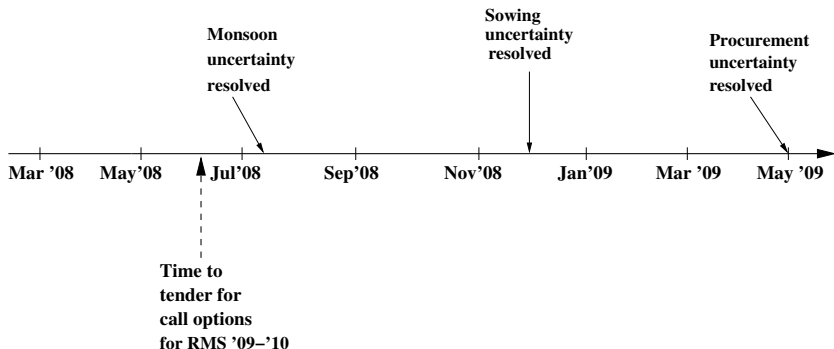 Monsoon
uncertainty
resolved
Sowing
uncertainty
resolved
Procurement
uncertainty
resolved
Mar '08 May'08 Jul'08 Sep'08 Nov'08 Jan'09 Mar '09 May '09
Time to
tender for
call options
for RMS '09–'10